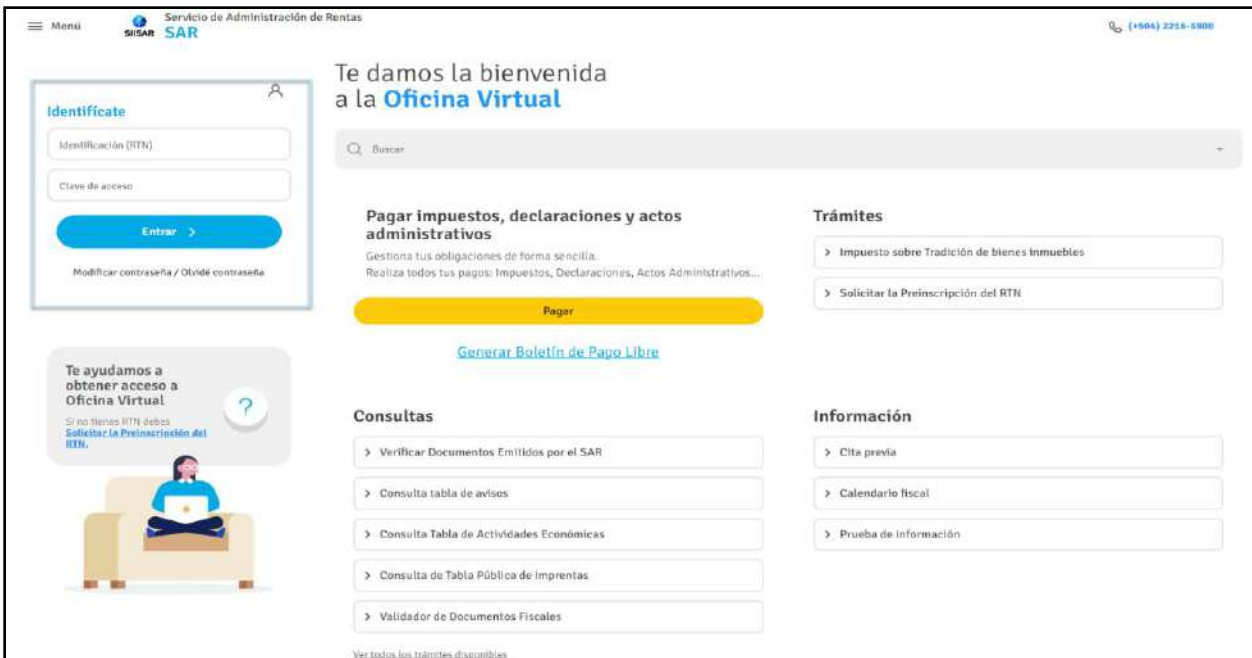 Menú
SIISAR
Servicio de Administración de Rentas
SAR
(+504) 2216-5800
Identifícate
Identificación (RTN)
Clave de acceso
Entrar
Modificar contraseña / Olvidé contraseña
Te ayudamos a
obtener acceso a
Oficina Virtual
Si no tienes RTN debes
Solicitar la Preinscripción del
RTN.
Te damos la bienvenida
a la Oficina Virtual
Buscar
Pagar impuestos, declaraciones y actos
administrativos
Gestiona tus obligaciones de forma sencilla.
Realiza todos tus pagos: Impuestos, Declaraciones, Actos Administrativos...
Pagar
Generar Boletín de Pago Libre
Trámites
Impuesto sobre Tradición de bienes inmuebles
Solicitar la Preinscripción del RTN
Consultas
Verificar Documentos Emitidos por el SAR
Consulta tabla de avisos
Consulta Tabla de Actividades Económicas
Consulta de Tabla Pública de Imprentas
Validador de Documentos Fiscales
Ver todos los trámites disponibles
Información
Cita previa
Calendario fiscal
Prueba de información